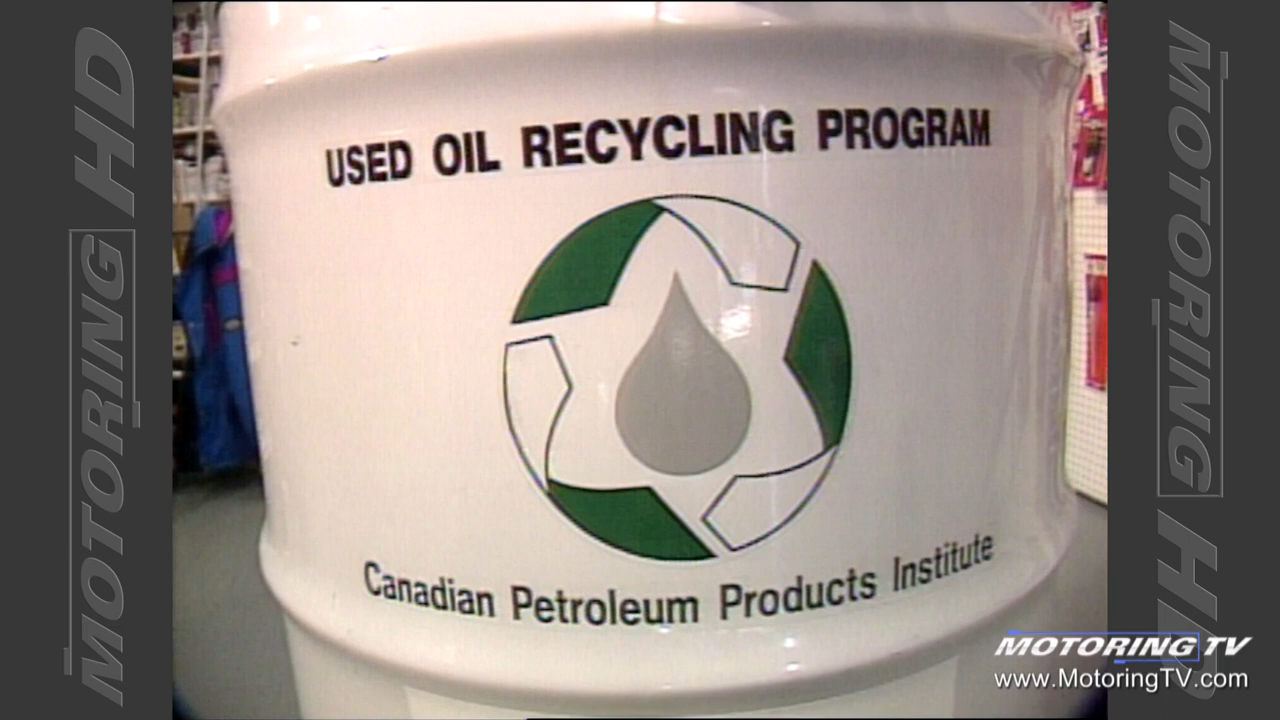 MOTORING HD
USED OIL RECYCLING PROGRAM
Canadian Petroleum Products Institute
MOTORING HD
MOTORING TV
www.MotoringTV.com